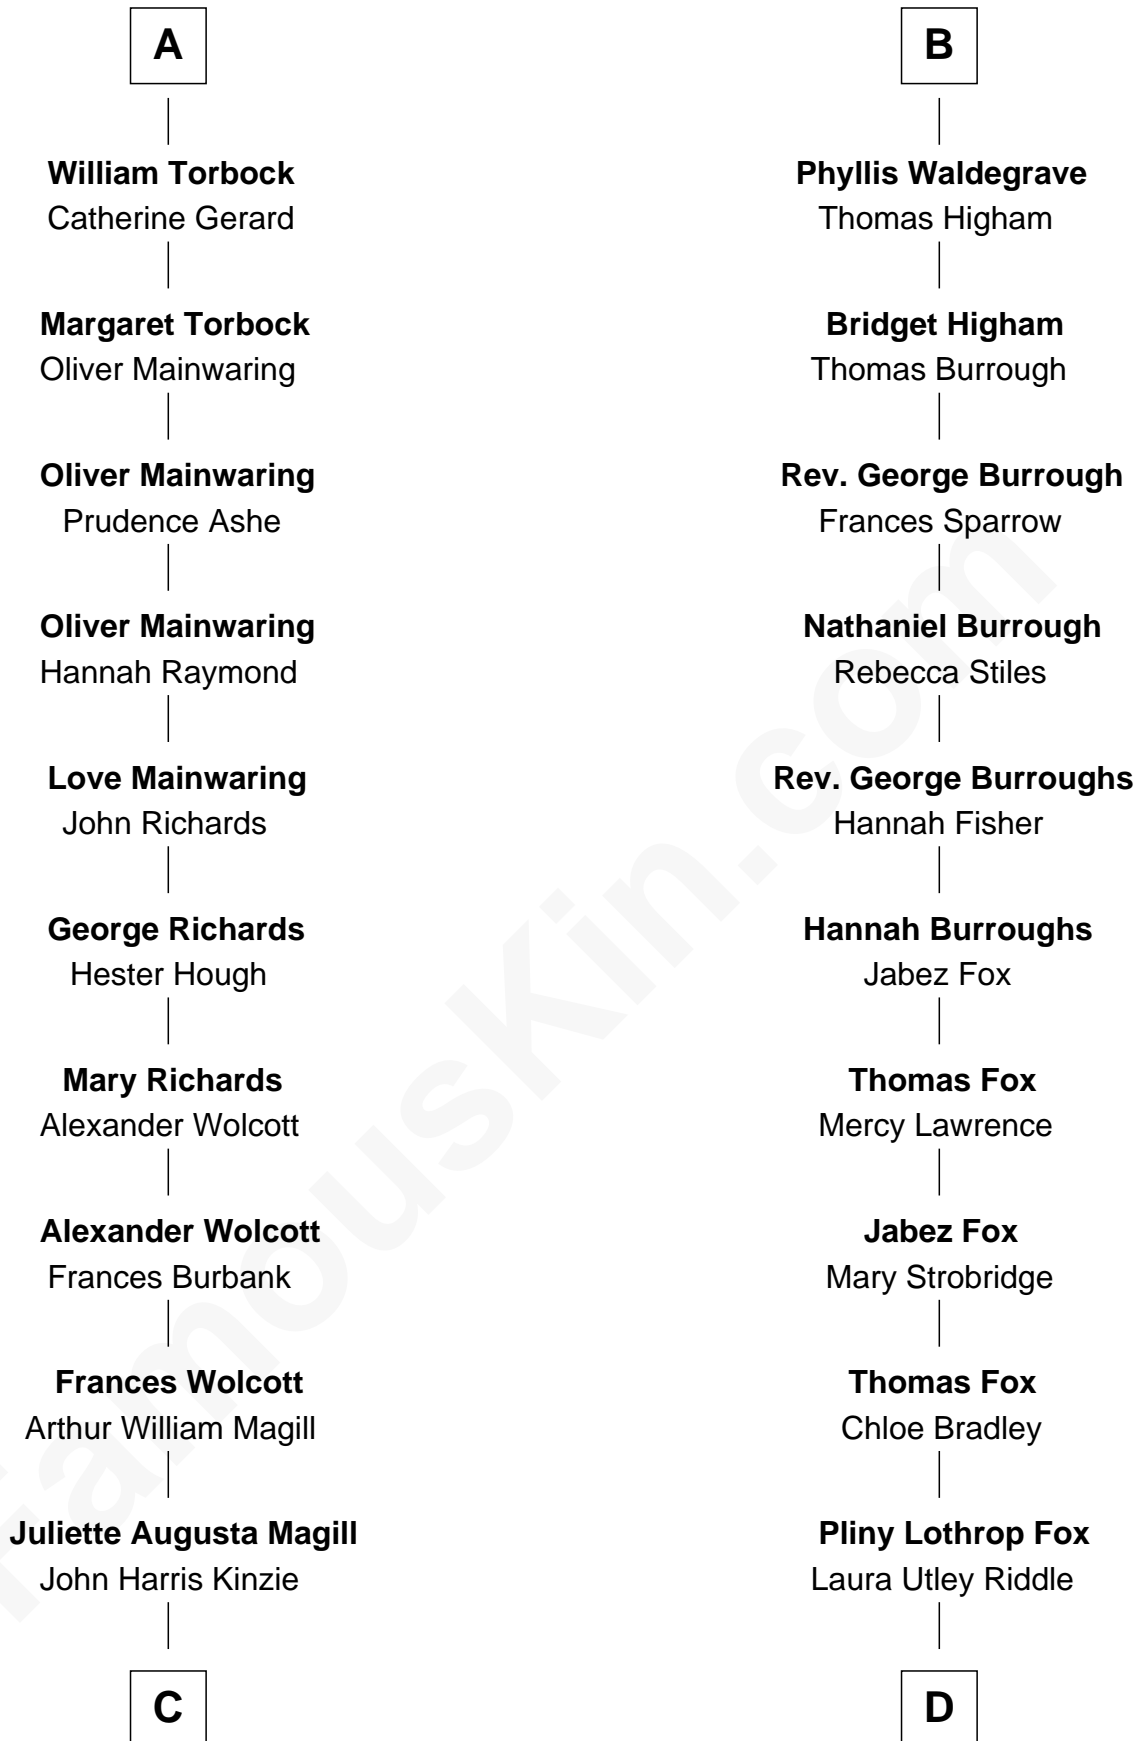 A
William Torbock
Catherine Gerard
Margaret Torbock
Oliver Mainwaring
Oliver Mainwaring
Prudence Ashe
Oliver Mainwaring
Hannah Raymond
Love Mainwaring
John Richards
George Richards
Hester Hough
Mary Richards
Alexander Wolcott
Alexander Wolcott
Frances Burbank
Frances Wolcott
Arthur William Magill
Juliette Augusta Magill
John Harris Kinzie
C
B
Phyllis Waldegrave
Thomas Higham
Bridget Higham
Thomas Burrough
Rev. George Burrough
Frances Sparrow
Nathaniel Burrough
Rebecca Stiles
Rev. George Burroughs
Hannah Fisher
Hannah Burroughs
Jabez Fox
Thomas Fox
Mercy Lawrence
Jabez Fox
Mary Strobridge
Thomas Fox
Chloe Bradley
Pliny Lothrop Fox
Laura Utley Riddle
D
FamousKin.com